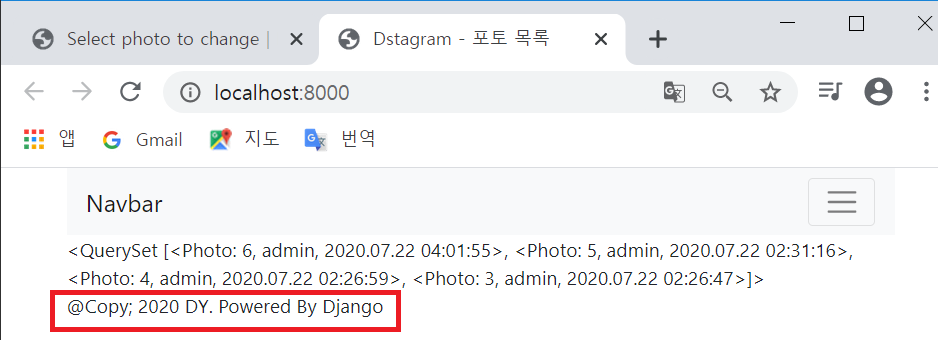 Select photo to change |
Dstagram - 포토 목록
localhost:8000
앱
Gmail
지도
번역
Navbar
<QuerySet [<Photo: 6, admin, 2020.07.22 04:01:55>, <Photo: 5, admin, 2020.07.22 02:31:16>,
<Photo: 4, admin, 2020.07.22 02:26:59>, <Photo: 3, admin, 2020.07.22 02:26:47>]>
@Copy; 2020 DY. Powered By Django